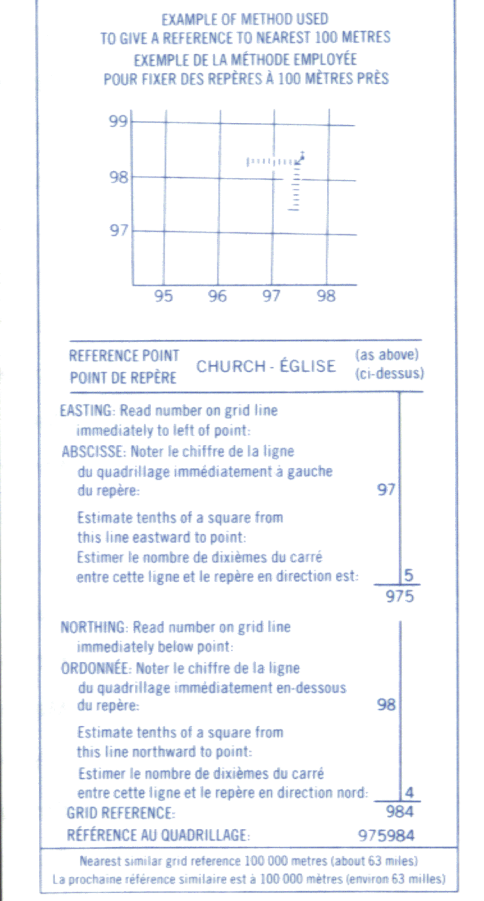 EXAMPLE OF METHOD USED
TO GIVE A REFERENCE TO NEAREST 100 METRES
EXEMPLE DE LA MÉTHODE EMPLOYÉE
POUR FIXER DES REPÈRES À 100 MÈTRES PRÈS
99
98
97
95 96 97 98
REFERENCE POINT
POINT DE REPÈRE
CHURCH - ÉGLISE
(as above)
(ci-dessus)
EASTING: Read number on grid line
immediately to left of point:
ABSCISSE: Noter le chiffre de la ligne
du quadrillage immédiatement à gauche
du repère: 97
Estimate tenths of a square from
this line eastward to point:
Estimer le nombre de dixièmes du carré
entre cette ligne et le repère en direction est: 5
975
NORTHING: Read number on grid line
immediately below point:
ORDONNÉE: Noter le chiffre de la ligne
du quadrillage immédiatement en-dessous
du repère: 98
Estimate tenths of a square from
this line northward to point:
Estimer le nombre de dixièmes du carré
entre cette ligne et le repère en direction nord: 4
GRID REFERENCE: 984
RÉFÉRENCE AU QUADRILLAGE: 975984
Nearest similar grid reference 100 000 metres (about 63 miles)
La prochaine référence similaire est à 100 000 mètres (environ 63 milles)